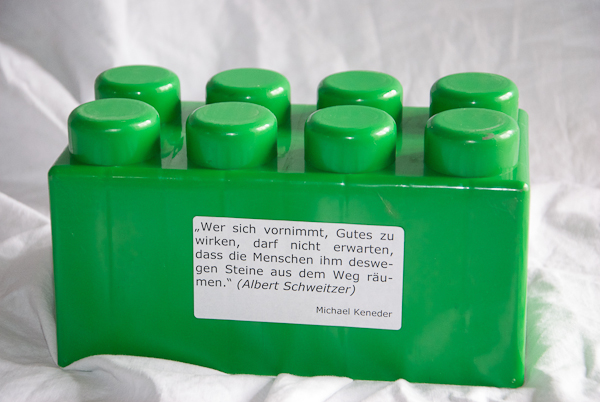 „Wer sich vornimmt, Gutes zu
wirken, darf nicht erwarten,
dass die Menschen ihm deswe-
gen Steine aus dem Weg räu-
men.“ (Albert Schweitzer)
Michael Keneder